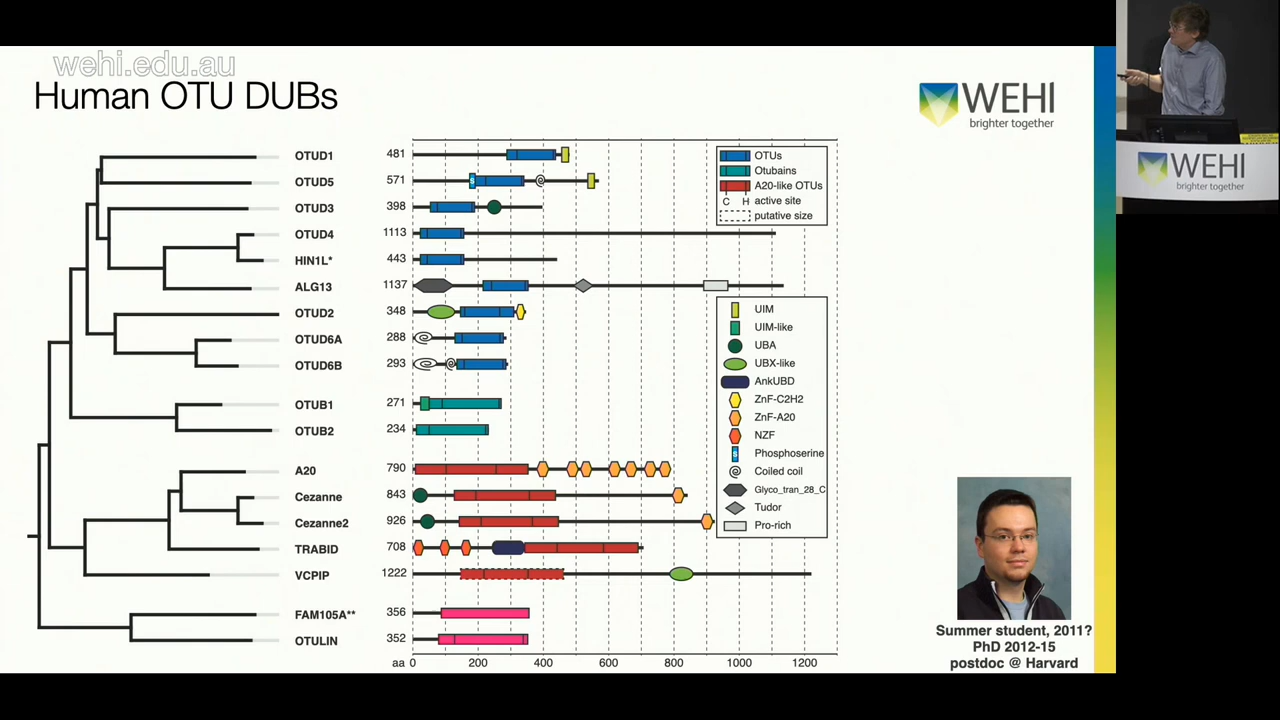 wehi.edu.au
Human OTU DUBs
WEHI
brighter together
WEHI
brighter together
OTUD1 481
OTUD5 571 S
OTUD3 398
OTUD4 1113
HIN1L* 443
ALG13 1137
OTUD2 348
OTUD6A 288
OTUD6B 293
OTUB1 271
OTUB2 234
A20 790
Cezanne 843
Cezanne2 926
TRABID 708
VCPIP 1222
FAM105A** 356
OTULIN 352
aa 0 200 400 600 800 1000 1200
OTUs
Otubains
A20-like OTUs
C H active site
putative size
UIM
UIM-like
UBA
UBX-like
AnkUBD
ZnF-C2H2
ZnF-A20
NZF
S Phosphoserine
Coiled coil
Glyco_tran_28_C
Tudor
Pro-rich
Summer student, 2011?
PhD 2012-15
postdoc @ Harvard